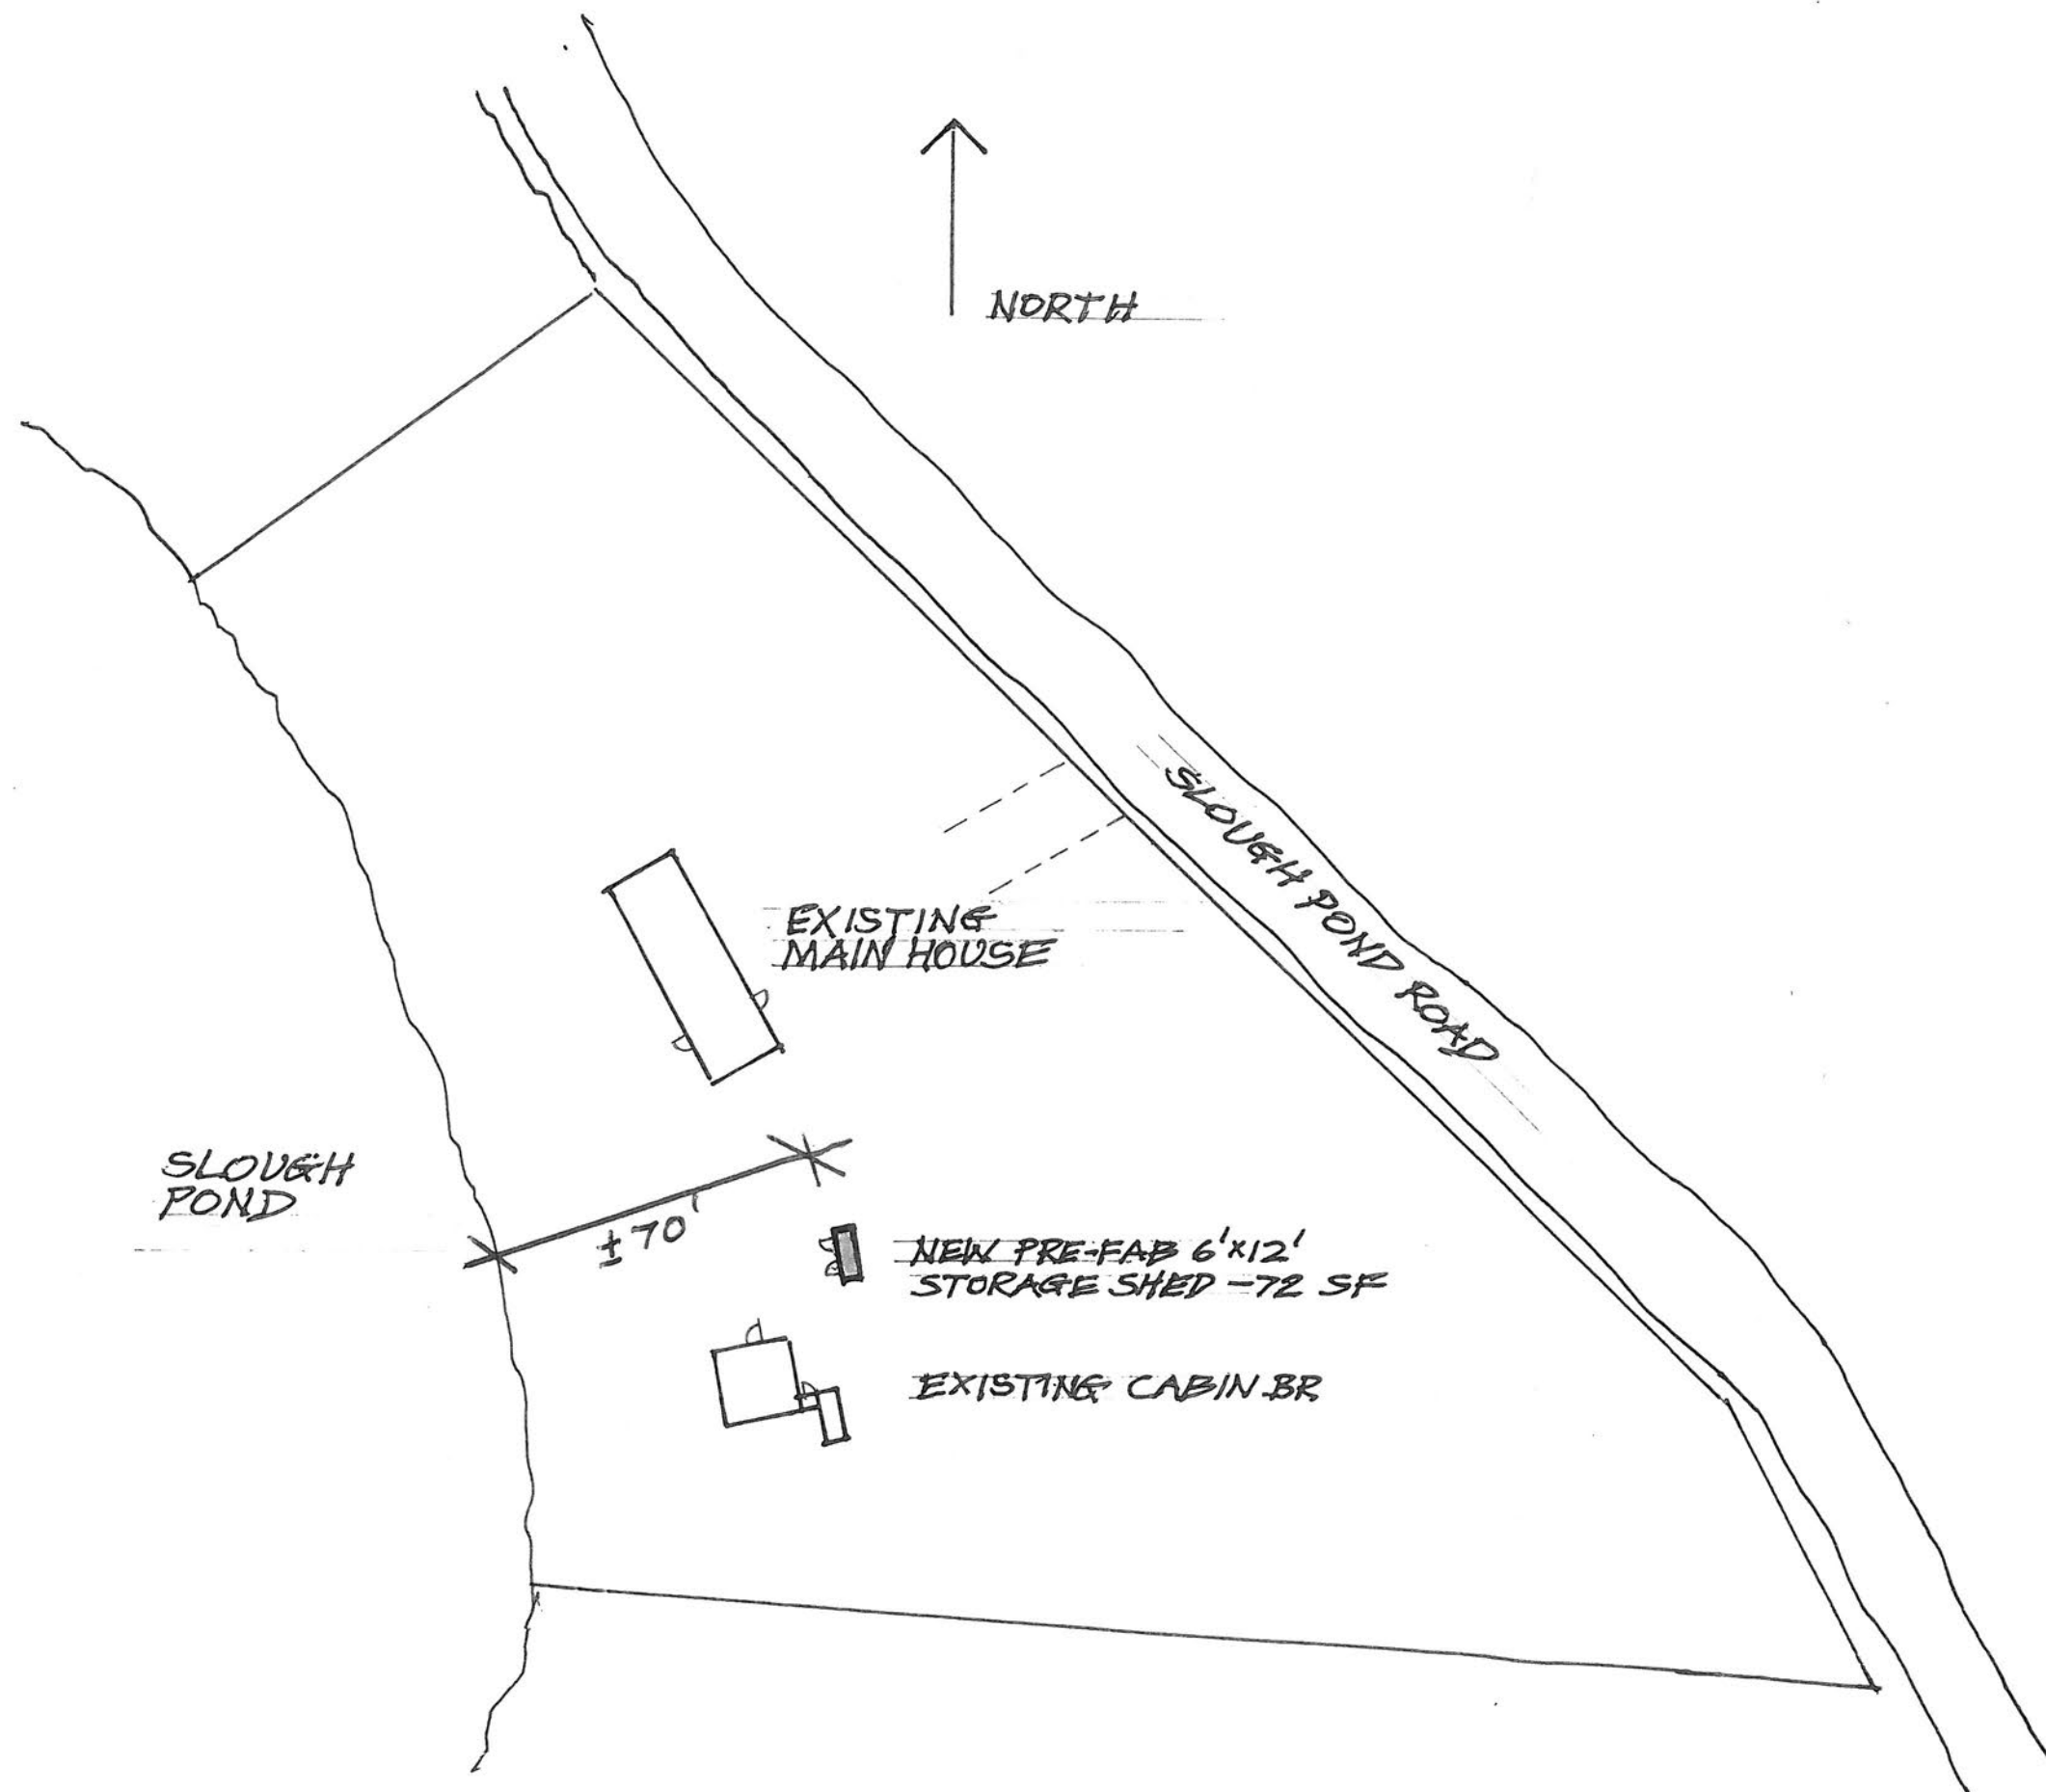 NORTH
SLOUGH POND ROAD
EXISTING
MAIN HOUSE
SLOUGH
POND
±70'
NEW PRE-FAB 6'x12'
STORAGE SHED -72 SF
EXISTING CABIN BR